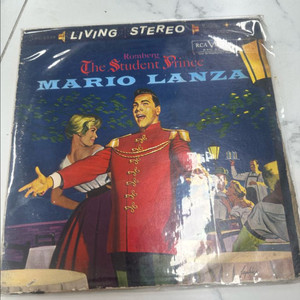 LIVING STEREO
Romberg
RCA VICTOR
The Student Prince
MARIO LANZA